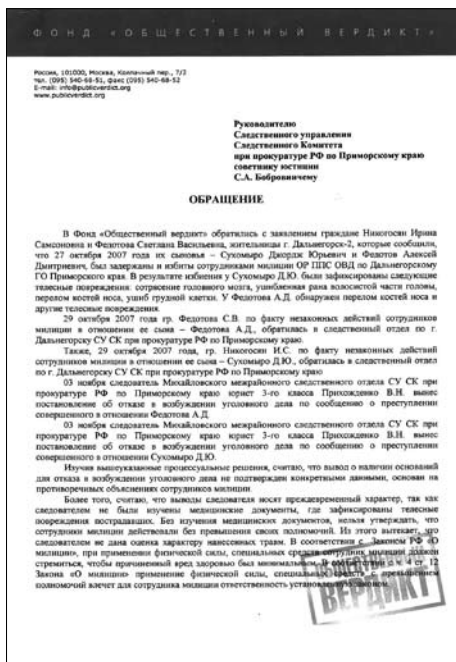 ФОНД «ОБЩЕСТВЕННЫЙ ВЕРДИКТ»
Россия, 101000, Москва, Колпачный пер., 7/3
тел. (095) 540-68-51, факс (095) 540-68-52
E-mail: info@publicverdict.org
www.publicverdict.org
Руководителю
Следственного управления
Следственного Комитета
при прокуратуре РФ по Приморскому краю
советнику юстиции
С.А. Бобровничему
ОБРАЩЕНИЕ
В Фонд «Общественный вердикт» обратились с заявлением граждане Никогосян Ирина
Самсоновна и Федотова Светлана Васильевна, жительницы г. Дальнегорск-2, которые сообщили,
что 27 октября 2007 года их сыновья – Сухомыро Джордж Юрьевич и Федотов Алексей
Дмитриевич, был задержаны и избиты сотрудниками милиции ОР ППС ОВД по Дальнегорскому
ГО Приморского края. В результате избиения у Сухомыро Д.Ю. были зафиксированы следующие
телесные повреждения: сотрясение головного мозга, ушибленная рана волосистой части головы,
перелом костей носа, ушиб грудной клетки. У Федотова А.Д. обнаружен перелом костей носа и
другие телесные повреждения.
29 октября 2007 года гр. Федотова С.В. по факту незаконных действий сотрудников
милиции в отношении ее сына – Федотова А.Д., обратилась в следственный отдел по г.
Дальнегорску СУ СК при прокуратуре РФ по Приморскому краю.
Также, 29 октября 2007 года, гр. Никогосян И.С. по факту незаконных действий
сотрудников милиции в отношении ее сына – Сухомыро Д.Ю., обратилась в следственный отдел
по г. Дальнегорску СУ СК при прокуратуре РФ по Приморскому краю
03 ноября следователь Михайловского межрайонного следственного отдела СУ СК при
прокуратуре РФ по Приморскому краю юрист 3-го класса Прихожденко В.Н. вынес
постановление об отказе в возбуждении уголовного дела по сообщению о преступлении
совершенного в отношении Федотова А.Д.
03 ноября следователь Михайловского межрайонного следственного отдела СУ СК при
прокуратуре РФ по Приморскому краю юрист 3-го класса Прихожденко В.Н. вынес
постановление об отказе в возбуждении уголовного дела по сообщению о преступлении
совершенного в отношении Сухомыро Д.Ю.
Изучив вышеуказанные процессуальные решения, считаю, что вывод о наличии оснований
для отказа в возбуждении уголовного дела не подтвержден конкретными данными, основан на
противоречивых объяснениях сотрудников милиции.
Более того, считаю, что выводы следователя носят преждевременный характер, так как
следователем не были изучены медицинские документы, где зафиксированы телесные
повреждения пострадавших. Без изучения медицинских документов, нельзя утверждать, что
сотрудники милиции действовали без превышения своих полномочий. Из этого вытекает, что
следователем не дана оценка характеру нанесенных травм. В соответствии с Законом РФ «О
милиции», при применении физической силы, специальных средств сотрудник милиции должен
стремиться, чтобы причиненный вред здоровью был минимальным. В соответствии с ч. 4 ст. 12
Закона «О милиции» применение физической силы, специальных средств с превышением
полномочий влечет для сотрудника милиции ответственность установленную законом.
ОБЩЕСТВЕННЫЙ
ВЕРДИКТ